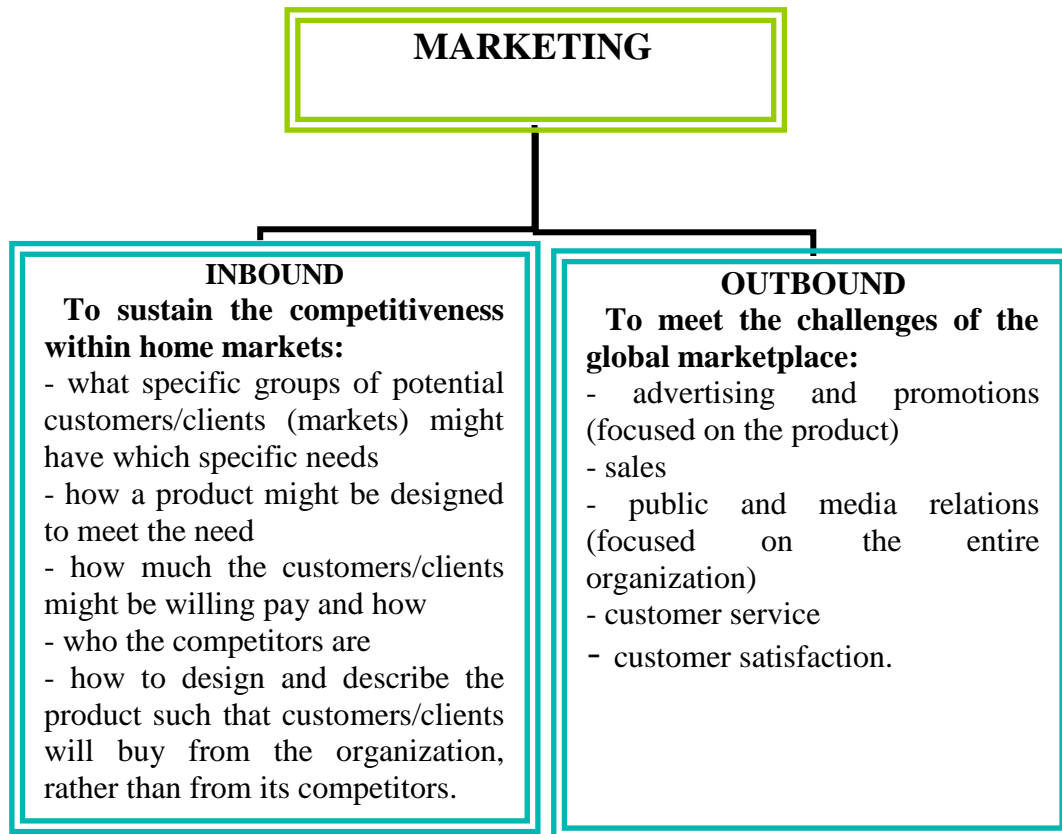 MARKETING
INBOUND
To sustain the competitiveness
within home markets:
- what specific groups of potential
customers/clients (markets) might
have which specific needs
- how a product might be designed
to meet the need
- how much the customers/clients
might be willing pay and how
- who the competitors are
- how to design and describe the
product such that customers/clients
will buy from the organization,
rather than from its competitors.
OUTBOUND
To meet the challenges of the
global marketplace:
- advertising and promotions
(focused on the product)
- sales
- public and media relations
(focused on the entire
organization)
- customer service
- customer satisfaction.